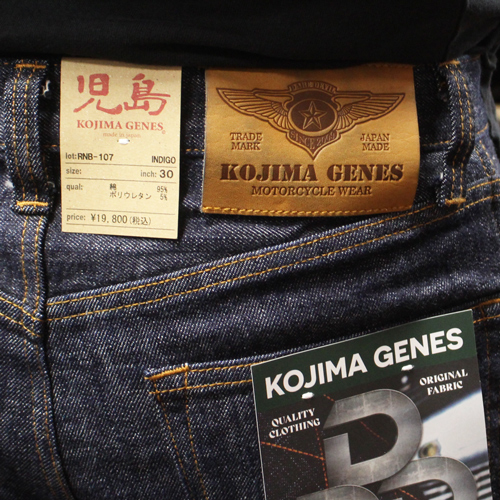 児島
KOJIMA GENES
made in japan
lot: RNB-107 INDIGO
size: inch: 30
qual: 綿 95%
ポリウレタン 5%
price: ¥19,800(税込)
TRADE MARK
JAPAN MADE
KOJIMA GENES
MOTORCYCLE WEAR
KOJIMA GENES
QUALITY
CLOTHING
ORIGINAL
FABRIC